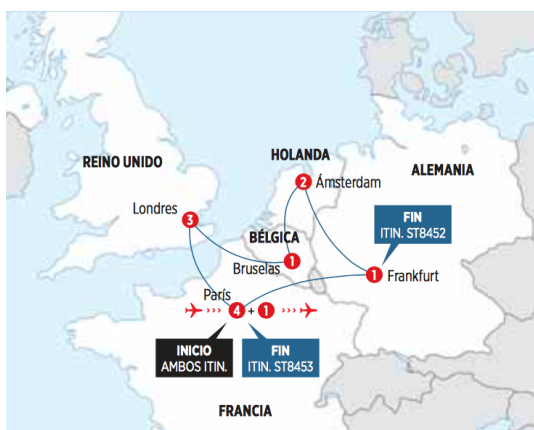 REINO UNIDO
HOLANDA
ALEMANIA
2 Ámsterdam
Londres
3
FIN
ITIN. ST8452
BÉLGICA
Bruselas 1
1 Frankfurt
París
4 + 1
INICIO
AMBOS ITIN.
FIN
ITIN. ST8453
FRANCIA